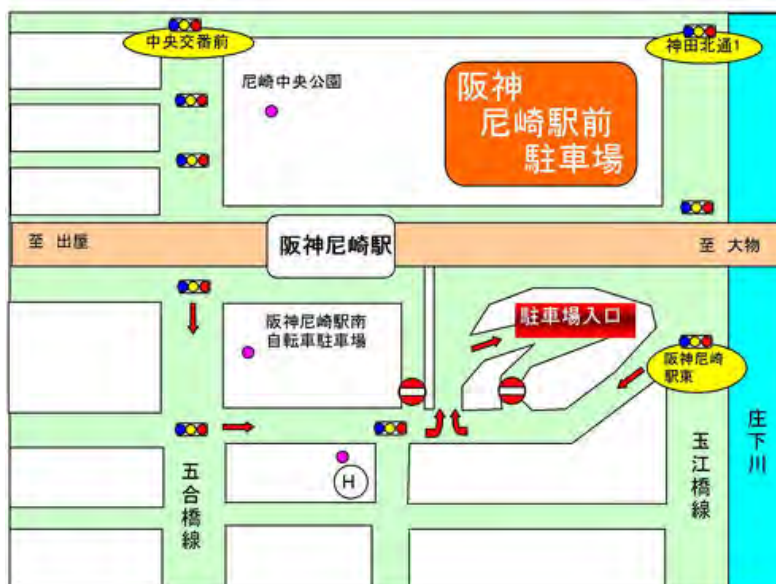 中央交番前
神田北通1
尼崎中央公園
阪神
尼崎駅前
駐車場
至 出屋
阪神尼崎駅
至 大物
阪神尼崎駅南
自転車駐車場
駐車場入口
阪神尼崎
駅東
H
五合橋線
玉江橋線
庄下川